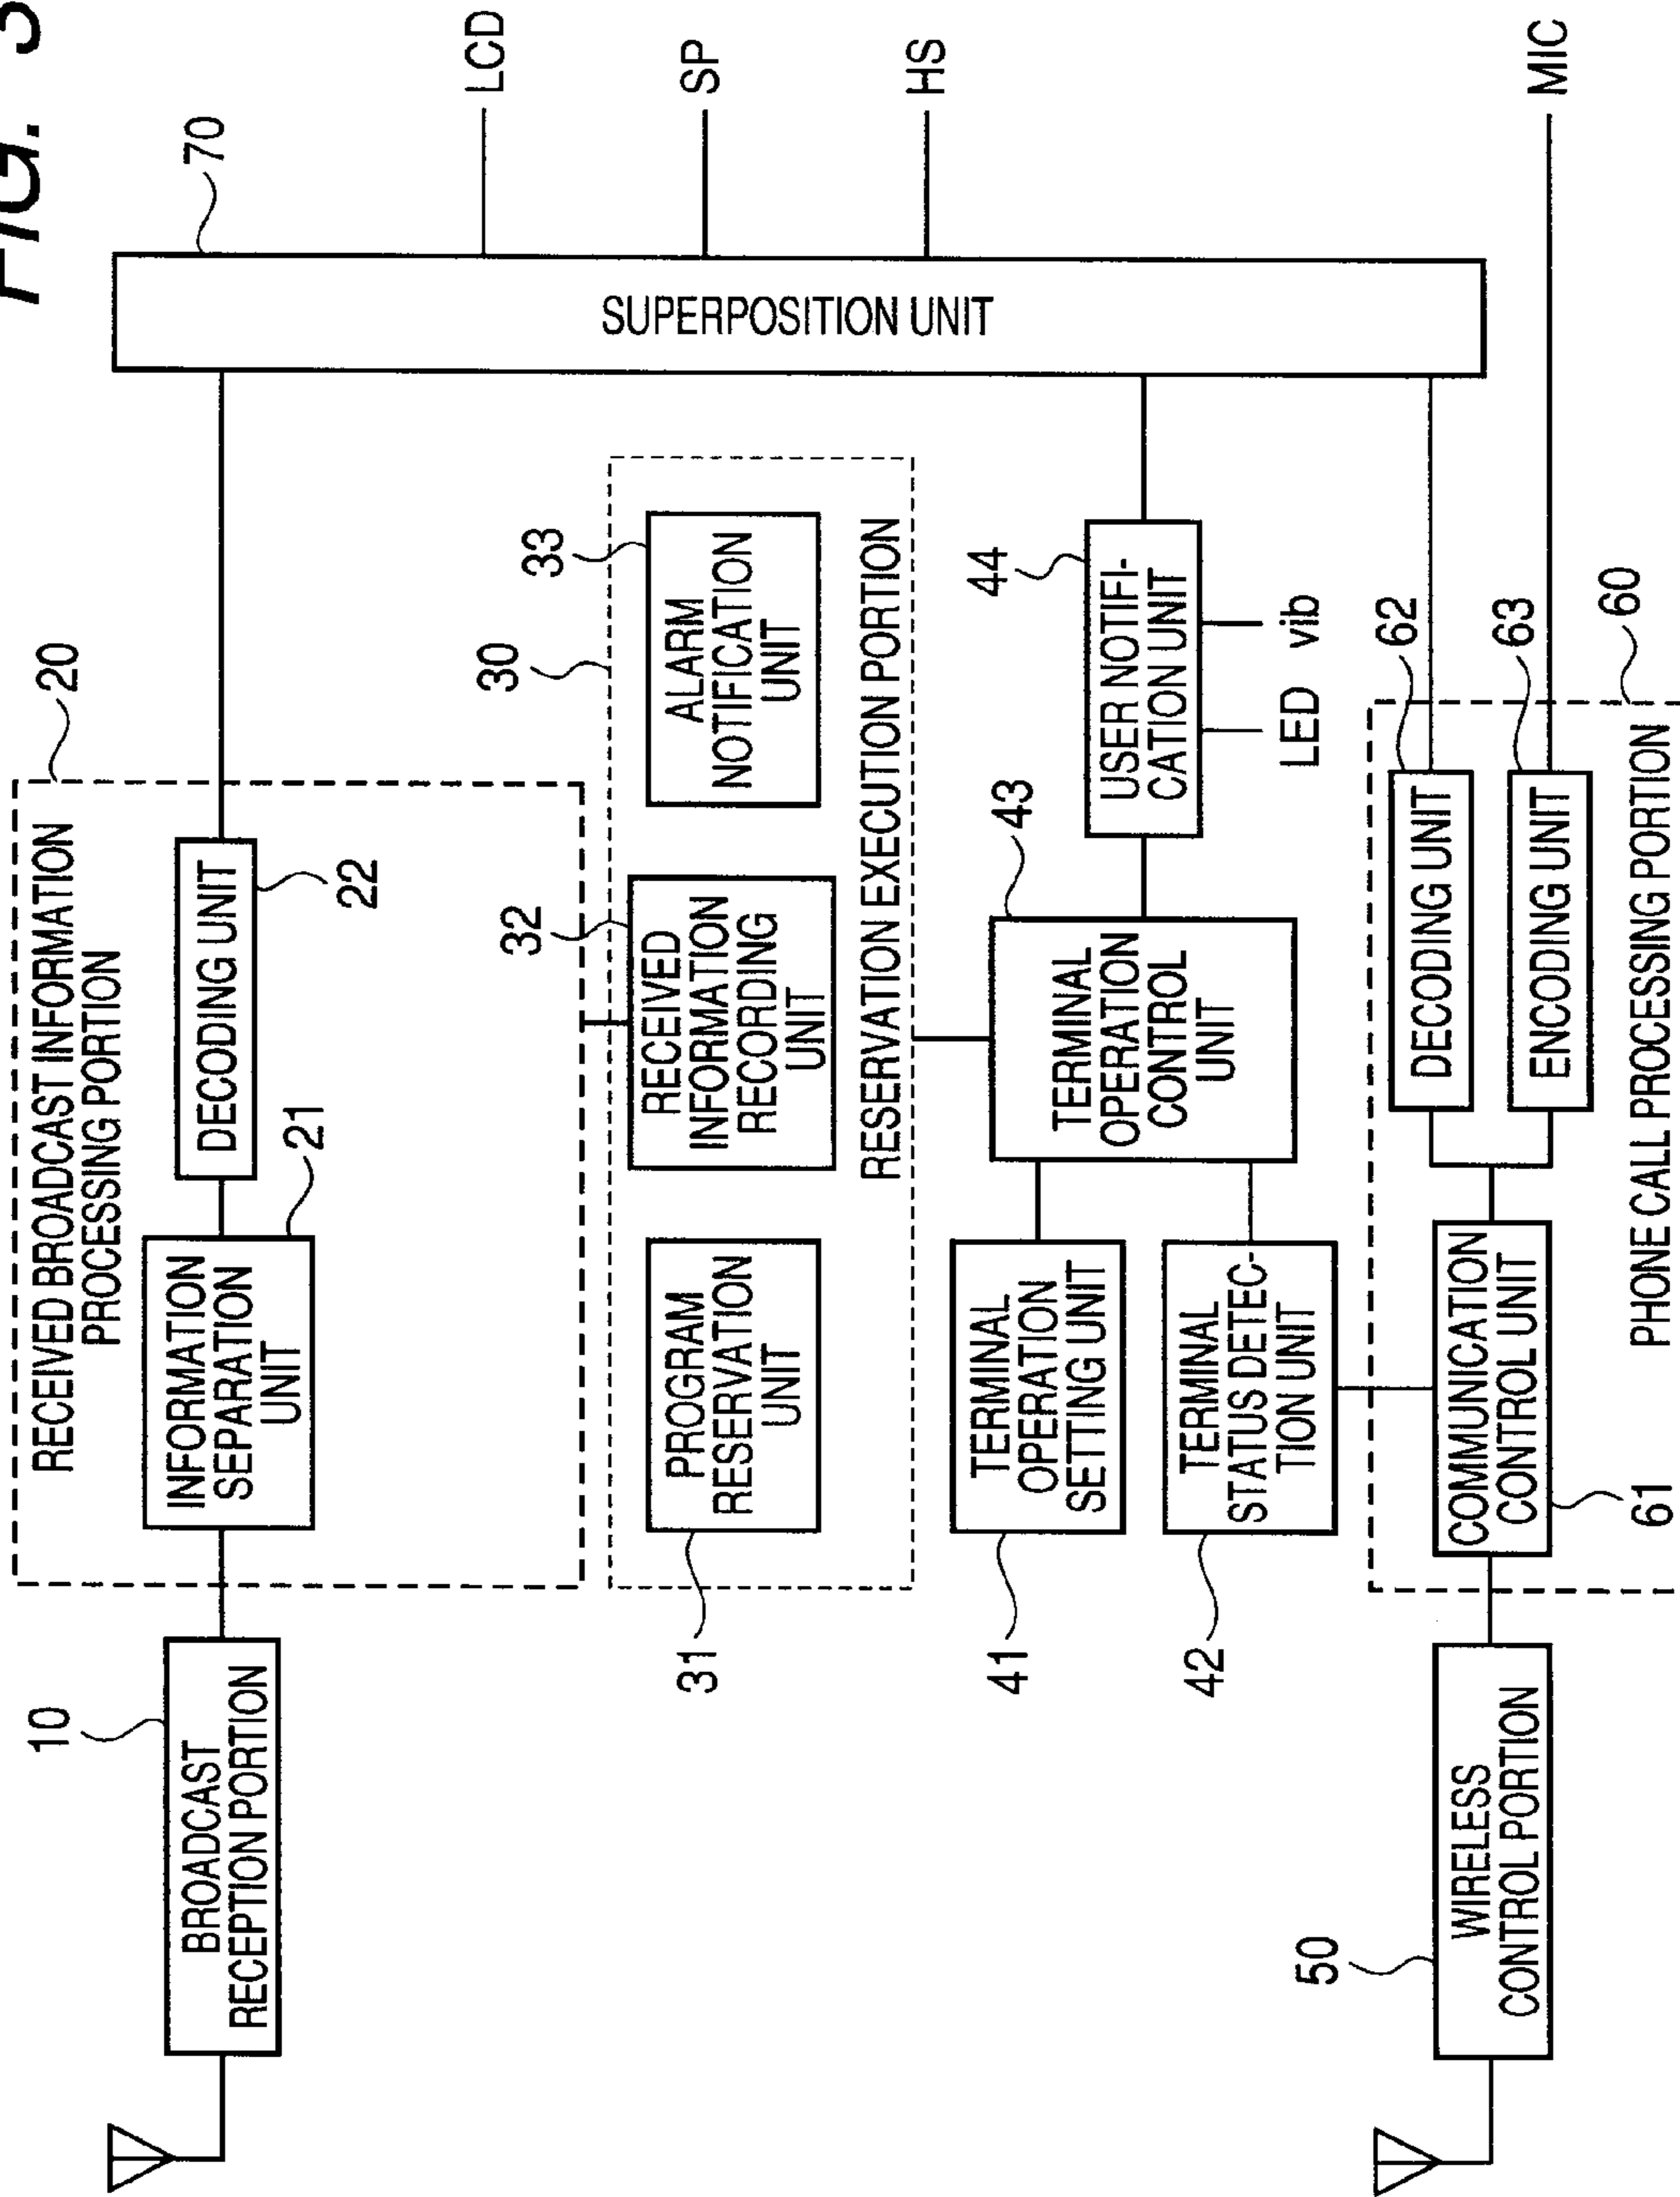 FIG. 3
10
BROADCAST
RECEPTION PORTION
20
RECEIVED BROADCAST INFORMATION
PROCESSING PORTION
INFORMATION
SEPARATION
UNIT
21
DECODING UNIT
22
70
SUPERPOSITION UNIT
LCD
SP
HS
MIC
30
31
PROGRAM
RESERVATION
UNIT
32
RECEIVED
INFORMATION
RECORDING
UNIT
33
ALARM
NOTIFICATION
UNIT
RESERVATION EXECUTION PORTION
41
TERMINAL
OPERATION
SETTING UNIT
42
TERMINAL
STATUS DETEC-
TION UNIT
43
TERMINAL
OPERATION
CONTROL
UNIT
44
USER NOTIFI-
CATION UNIT
LED
vib
50
WIRELESS
CONTROL PORTION
61
COMMUNICATION
CONTROL UNIT
62
DECODING UNIT
63
ENCODING UNIT
60
PHONE CALL PROCESSING PORTION